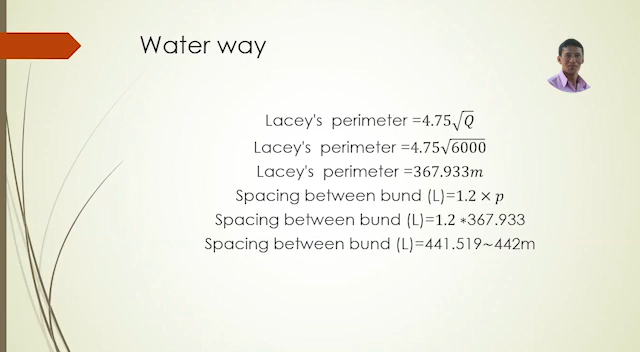 Water way
Lacey's perimeter =4.75√Q
Lacey's perimeter =4.75√6000
Lacey's perimeter =367.933m
Spacing between bund (L)=1.2 × p
Spacing between bund (L)=1.2 *367.933
Spacing between bund (L)=441.519~442m